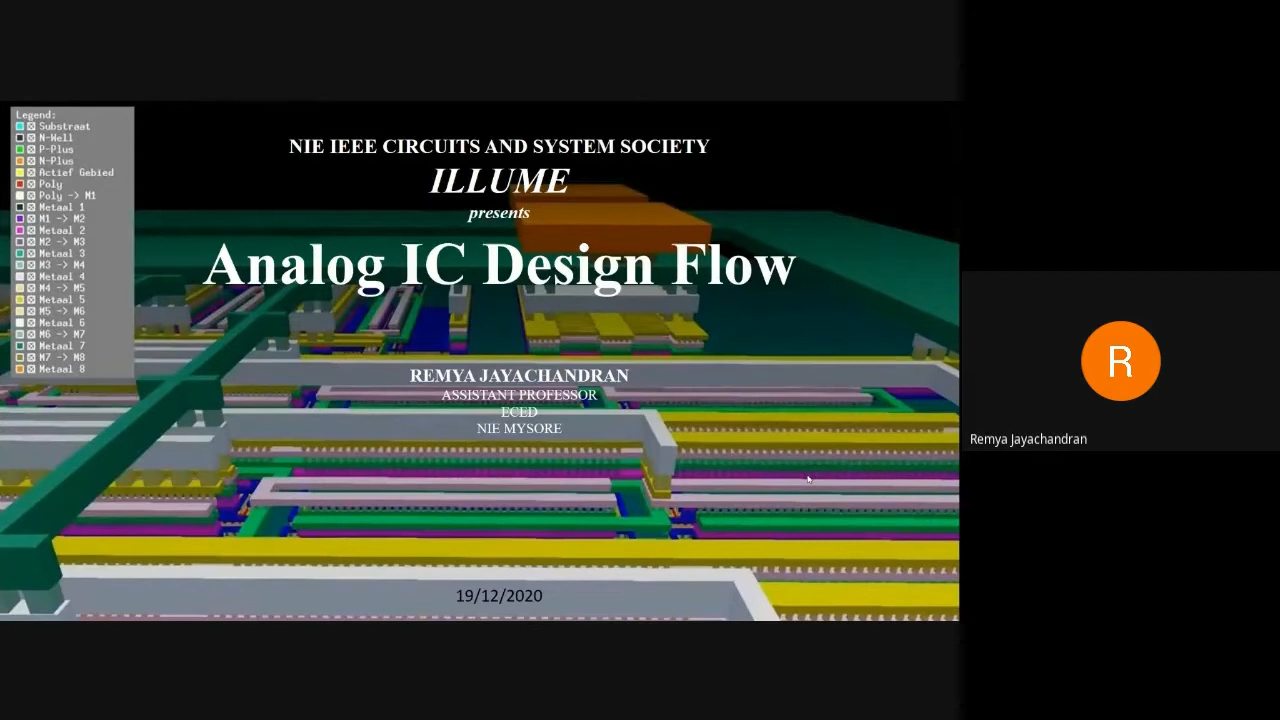 Legend:
Substraat
N-Well
P-Plus
N-Plus
Actief Gebied
Poly
Poly -> M1
Metaal 1
M1 -> M2
Metaal 2
M2 -> M3
Metaal 3
M3 -> M4
Metaal 4
M4 -> M5
Metaal 5
M5 -> M6
Metaal 6
M6 -> M7
Metaal 7
M7 -> M8
Metaal 8
NIE IEEE CIRCUITS AND SYSTEM SOCIETY
ILLUME
presents
Analog IC Design Flow
REMYA JAYACHANDRAN
ASSISTANT PROFESSOR
ECED
NIE MYSORE
19/12/2020
R
Remya Jayachandran